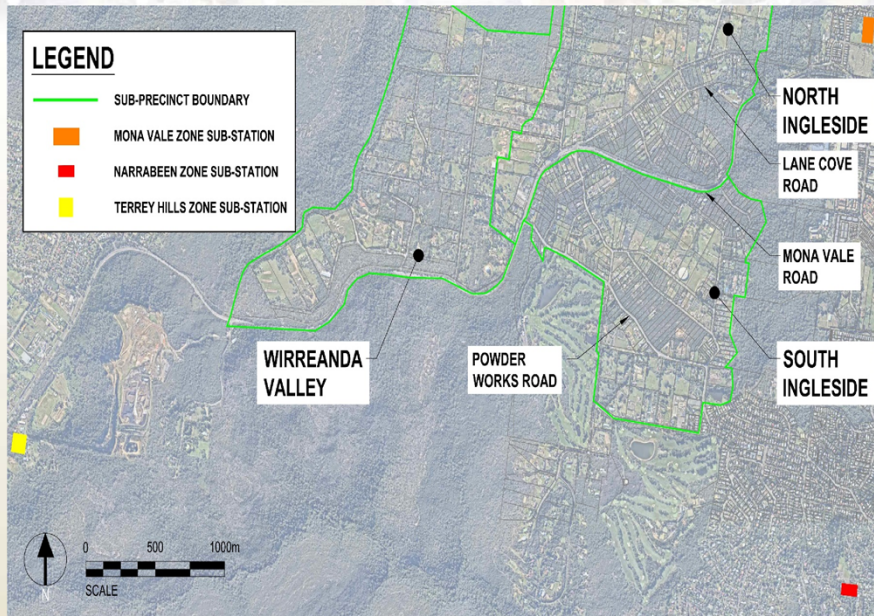 LEGEND
SUB-PRECINCT BOUNDARY
MONA VALE ZONE SUB-STATION
NARRABEEN ZONE SUB-STATION
TERREY HILLS ZONE SUB-STATION
NORTH
INGLESIDE
LANE COVE
ROAD
MONA VALE
ROAD
WIRREANDA
VALLEY
POWDER
WORKS ROAD
SOUTH
INGLESIDE
N
0 500 1000m
SCALE